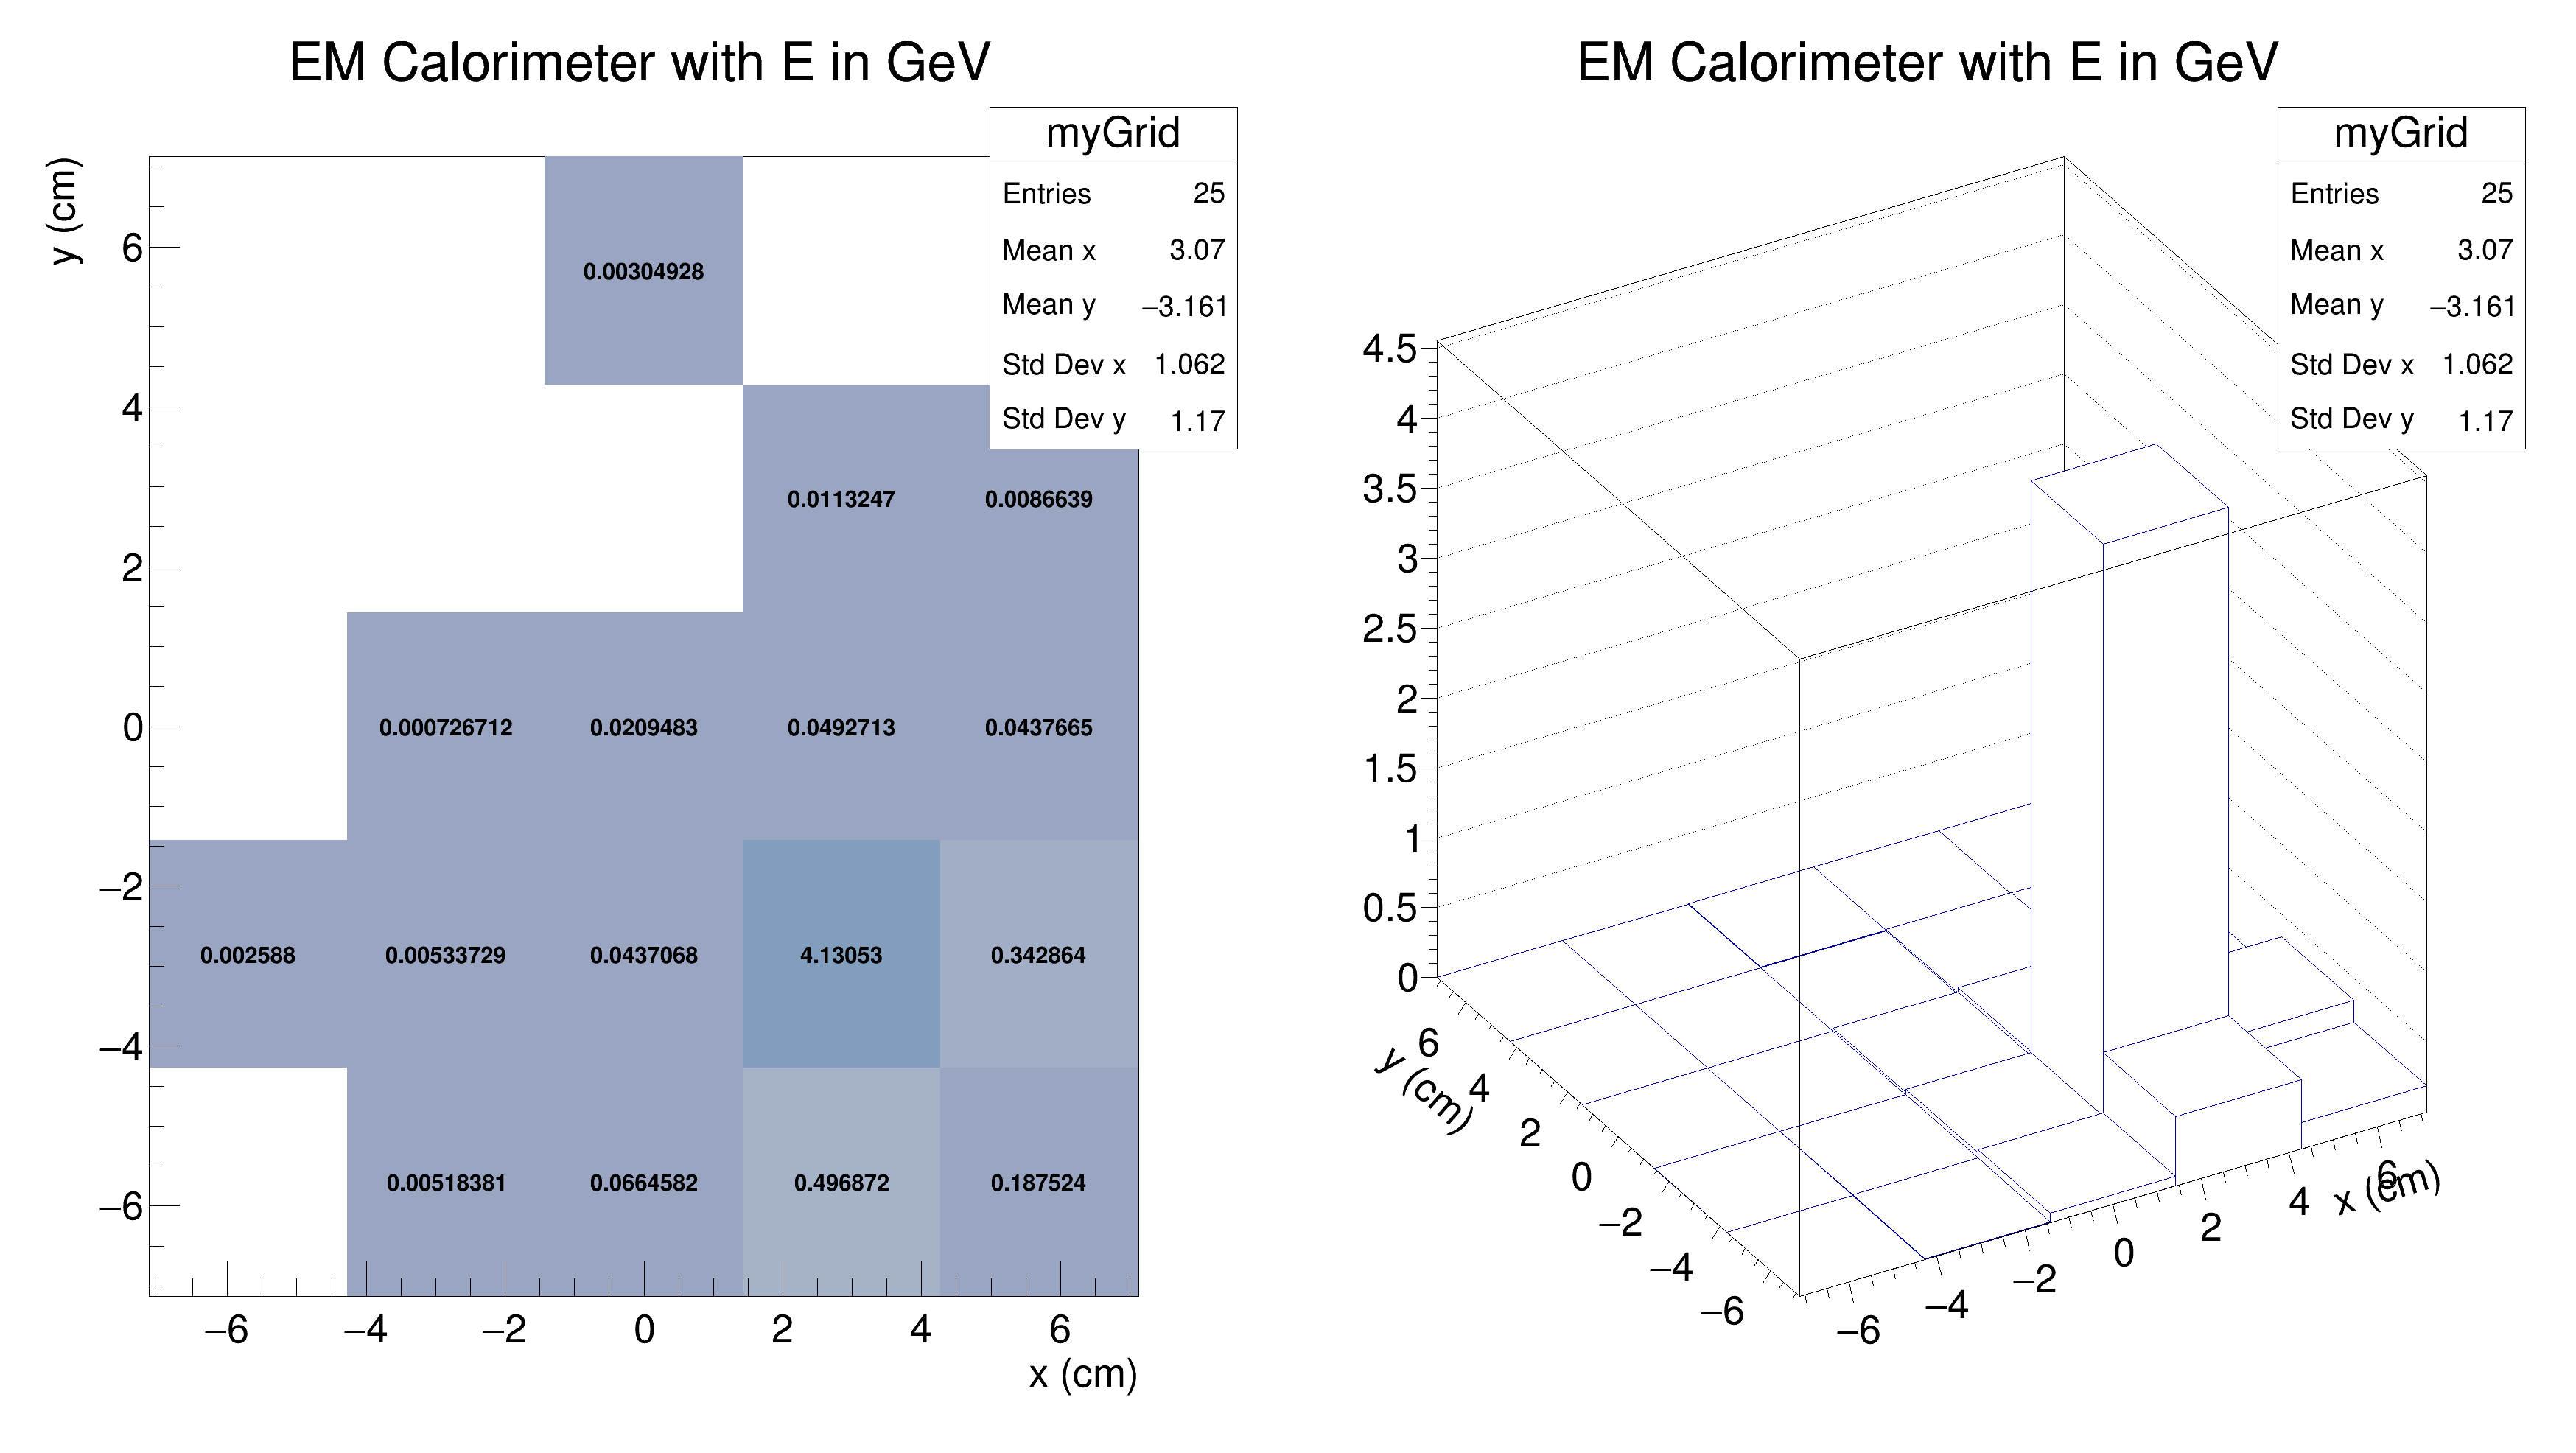 EM Calorimeter with E in GeV
myGrid
Entries 25
Mean x 3.07
Mean y −3.161
Std Dev x 1.062
Std Dev y 1.17
y (cm)
6
4
2
0
−2
−4
−6
0.00304928
0.0113247 0.0086639
0.000726712 0.0209483 0.0492713 0.0437665
0.002588 0.00533729 0.0437068 4.13053 0.342864
0.00518381 0.0664582 0.496872 0.187524
−6 −4 −2 0 2 4 6
x (cm)
EM Calorimeter with E in GeV
myGrid
Entries 25
Mean x 3.07
Mean y −3.161
Std Dev x 1.062
Std Dev y 1.17
4.5
4
3.5
3
2.5
2
1.5
1
0.5
0
y (cm)
6
4
2
0
−2
−4
−6
−6 −4 −2 0 2 4 6
x (cm)